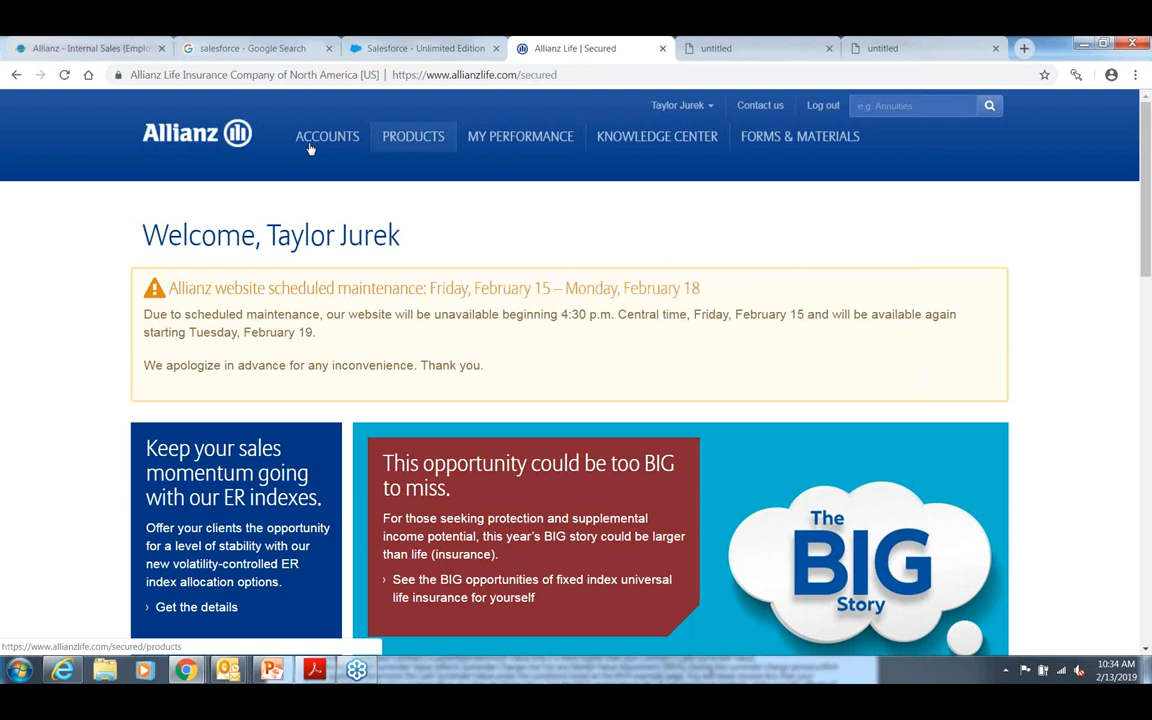 Allianz - Internal Sales (Emplo
salesforce - Google Search
Salesforce - Unlimited Edition
Allianz Life | Secured
untitled
untitled
Allianz Life Insurance Company of North America [US] | https://www.allianzlife.com/secured
Taylor Jurek
Contact us
Log out
e.g. Annuities
Allianz
ACCOUNTS
PRODUCTS
MY PERFORMANCE
KNOWLEDGE CENTER
FORMS & MATERIALS
Welcome, Taylor Jurek
Allianz website scheduled maintenance: Friday, February 15 – Monday, February 18
Due to scheduled maintenance, our website will be unavailable beginning 4:30 p.m. Central time, Friday, February 15 and will be available again
starting Tuesday, February 19.
We apologize in advance for any inconvenience. Thank you.
Keep your sales
momentum going
with our ER indexes.
Offer your clients the opportunity
for a level of stability with our
new volatility-controlled ER
index allocation options.
› Get the details
This opportunity could be too BIG
to miss.
For those seeking protection and supplemental
income potential, this year's BIG story could be larger
than life (insurance).
› See the BIG opportunities of fixed index universal
life insurance for yourself
The
BIG
Story
https://www.allianzlife.com/secured/products
10:34 AM
2/13/2019